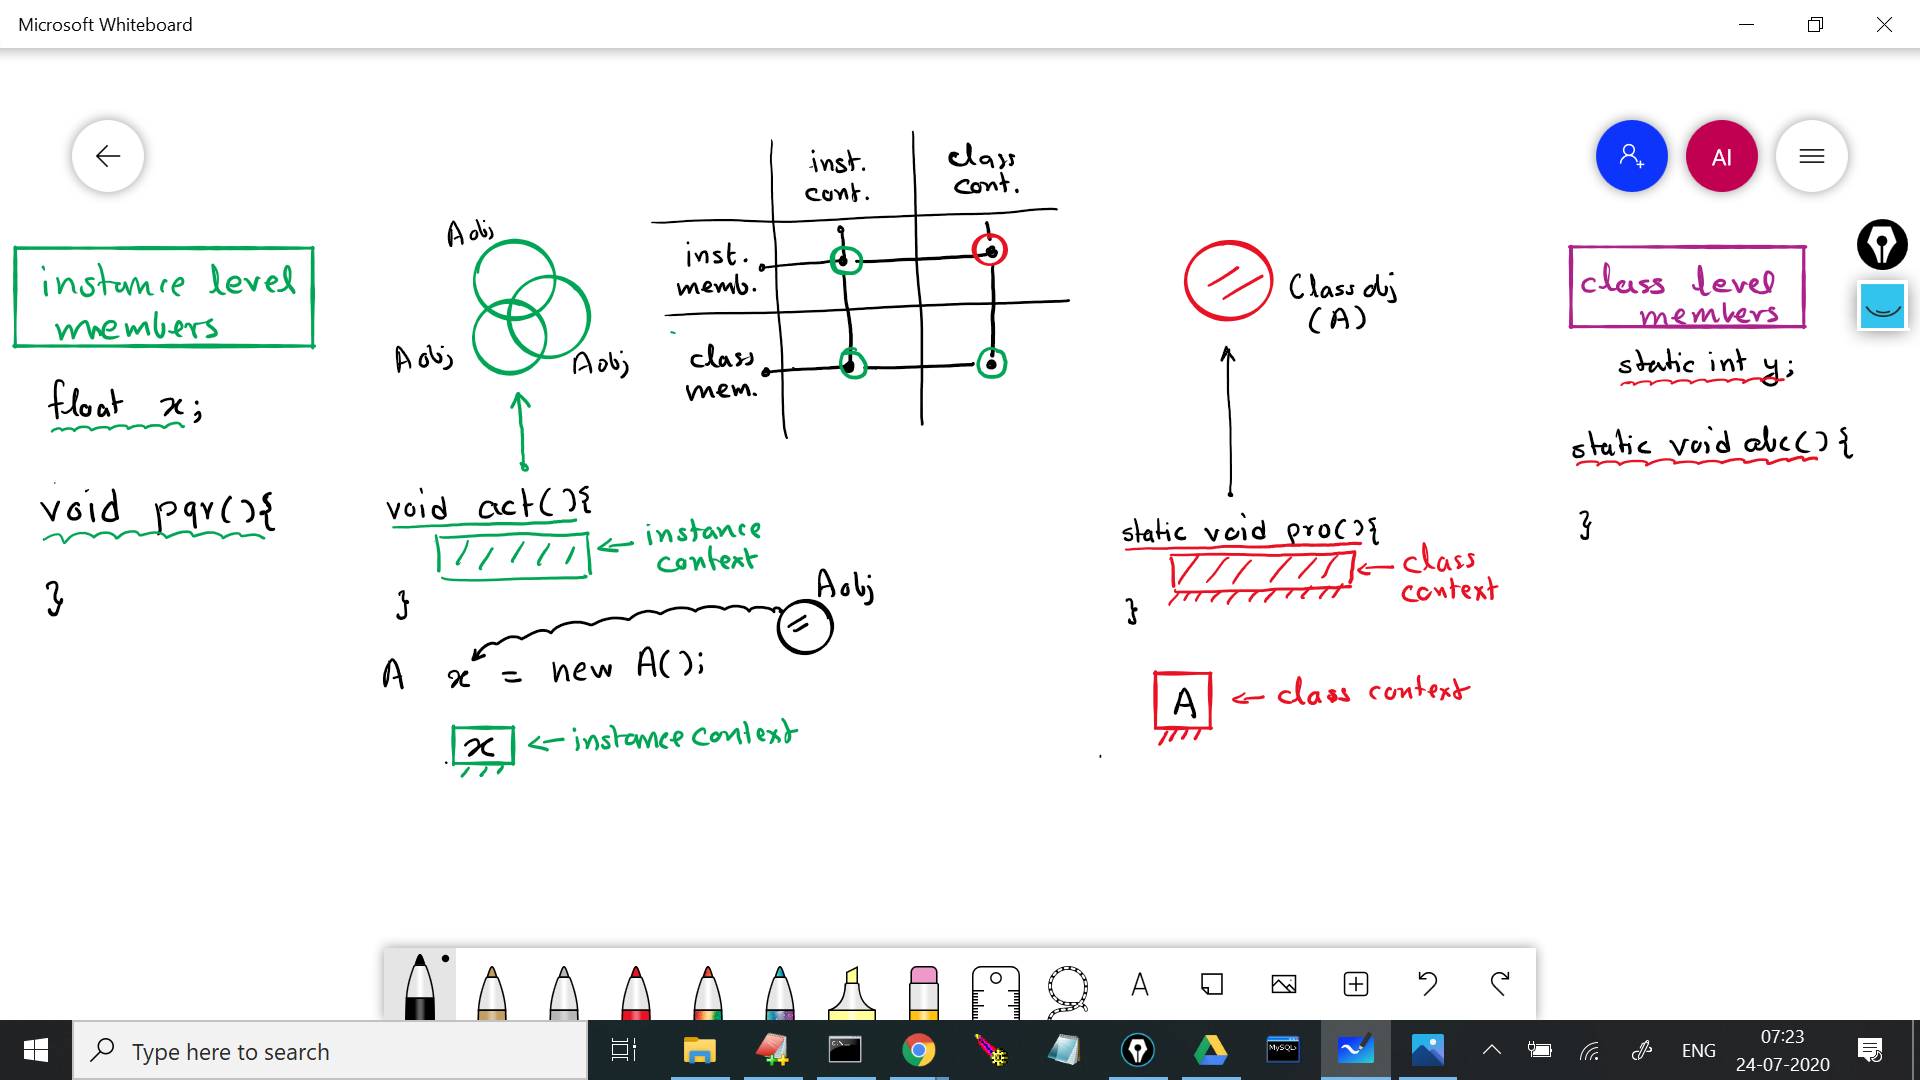 Microsoft Whiteboard
AI
inst.
cont.
class
cont.
inst.
memb.
class
mem.
instance level
members
float x;
void pqr(){
}
A obj
A obj
A obj
void act(){
instance
context
}
A obj
A x = new A();
x
instance context
Class obj
(A)
static void pro(){
class
context
}
A
class context
class level
members
static int y;
static void abc(){
}
A
Type here to search
C:\
MySQL
ENG
07:23
24-07-2020